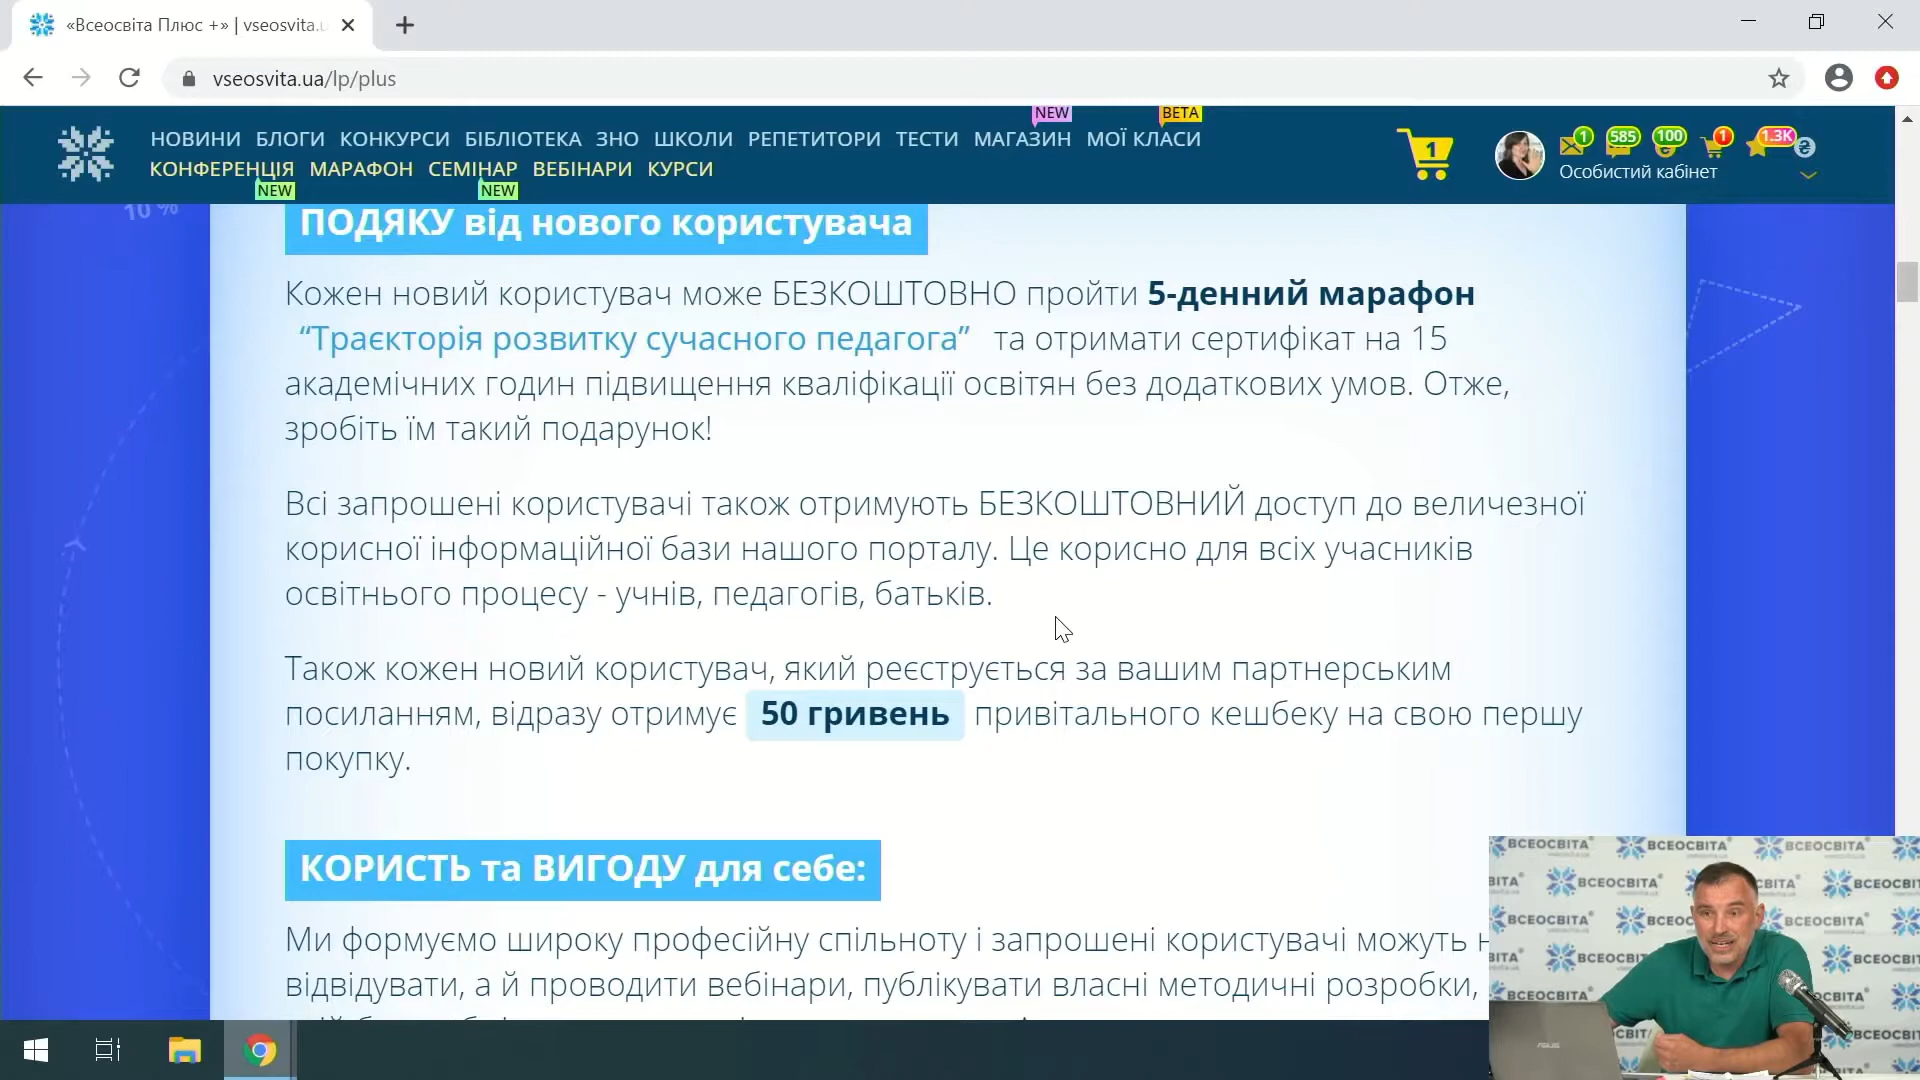 «Всеосвіта Плюс +» | vseosvita.u
vseosvita.ua/lp/plus
NEW
BETA
НОВИНИ БЛОГИ КОНКУРСИ БІБЛІОТЕКА ЗНО ШКОЛИ РЕПЕТИТОРИ ТЕСТИ МАГАЗИН МОЇ КЛАСИ
1
1 585 100 1 1.3K
КОНФЕРЕНЦІЯ МАРАФОН СЕМІНАР ВЕБІНАРИ КУРСИ
Особистий кабінет
NEW
NEW
10 %
ПОДЯКУ від нового користувача
Кожен новий користувач може БЕЗКОШТОВНО пройти 5-денний марафон
“Траєкторія розвитку сучасного педагога” та отримати сертифікат на 15
академічних годин підвищення кваліфікації освітян без додаткових умов. Отже,
зробіть їм такий подарунок!
Всі запрошені користувачі також отримують БЕЗКОШТОВНИЙ доступ до величезної
корисної інформаційної бази нашого порталу. Це корисно для всіх учасників
освітнього процесу - учнів, педагогів, батьків.
Також кожен новий користувач, який реєструється за вашим партнерським
посиланням, відразу отримує 50 гривень привітального кешбеку на свою першу
покупку.
КОРИСТЬ та ВИГОДУ для себе:
Ми формуємо широку професійну спільноту і запрошені користувачі можуть
відвідувати, а й проводити вебінари, публікувати власні методичні розробки,
ВСЕОСВІТА ВСЕОСВІТА ВСЕОСВІТА
ВСЕОСВІТА
ASUS